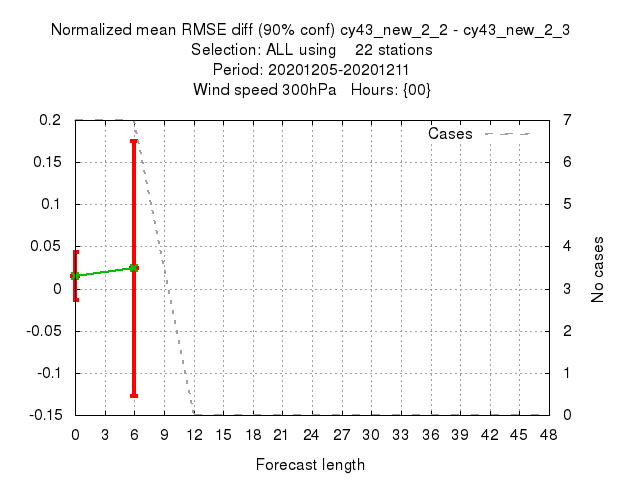 Normalized mean RMSE diff (90% conf) cy43_new_2_2 - cy43_new_2_3
Selection: ALL using    22 stations
Period: 20201205-20201211
Wind speed 300hPa   Hours: {00}
Cases
0.2
0.15
0.1
0.05
0
-0.05
-0.1
-0.15
7
6
5
4
3
2
1
0
No cases
0 3 6 9 12 15 18 21 24 27 30 33 36 39 42 45 48
Forecast length